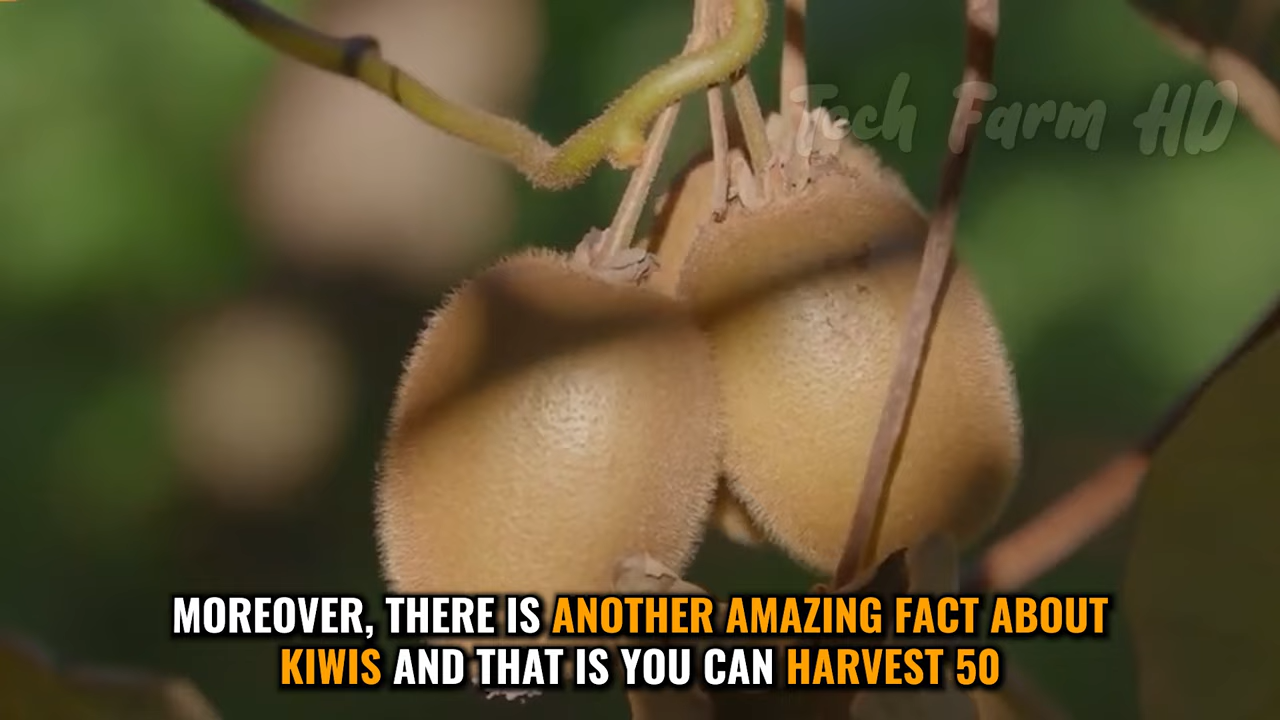 Tech Farm HD
MOREOVER, THERE IS ANOTHER AMAZING FACT ABOUT
KIWIS AND THAT IS YOU CAN HARVEST 50